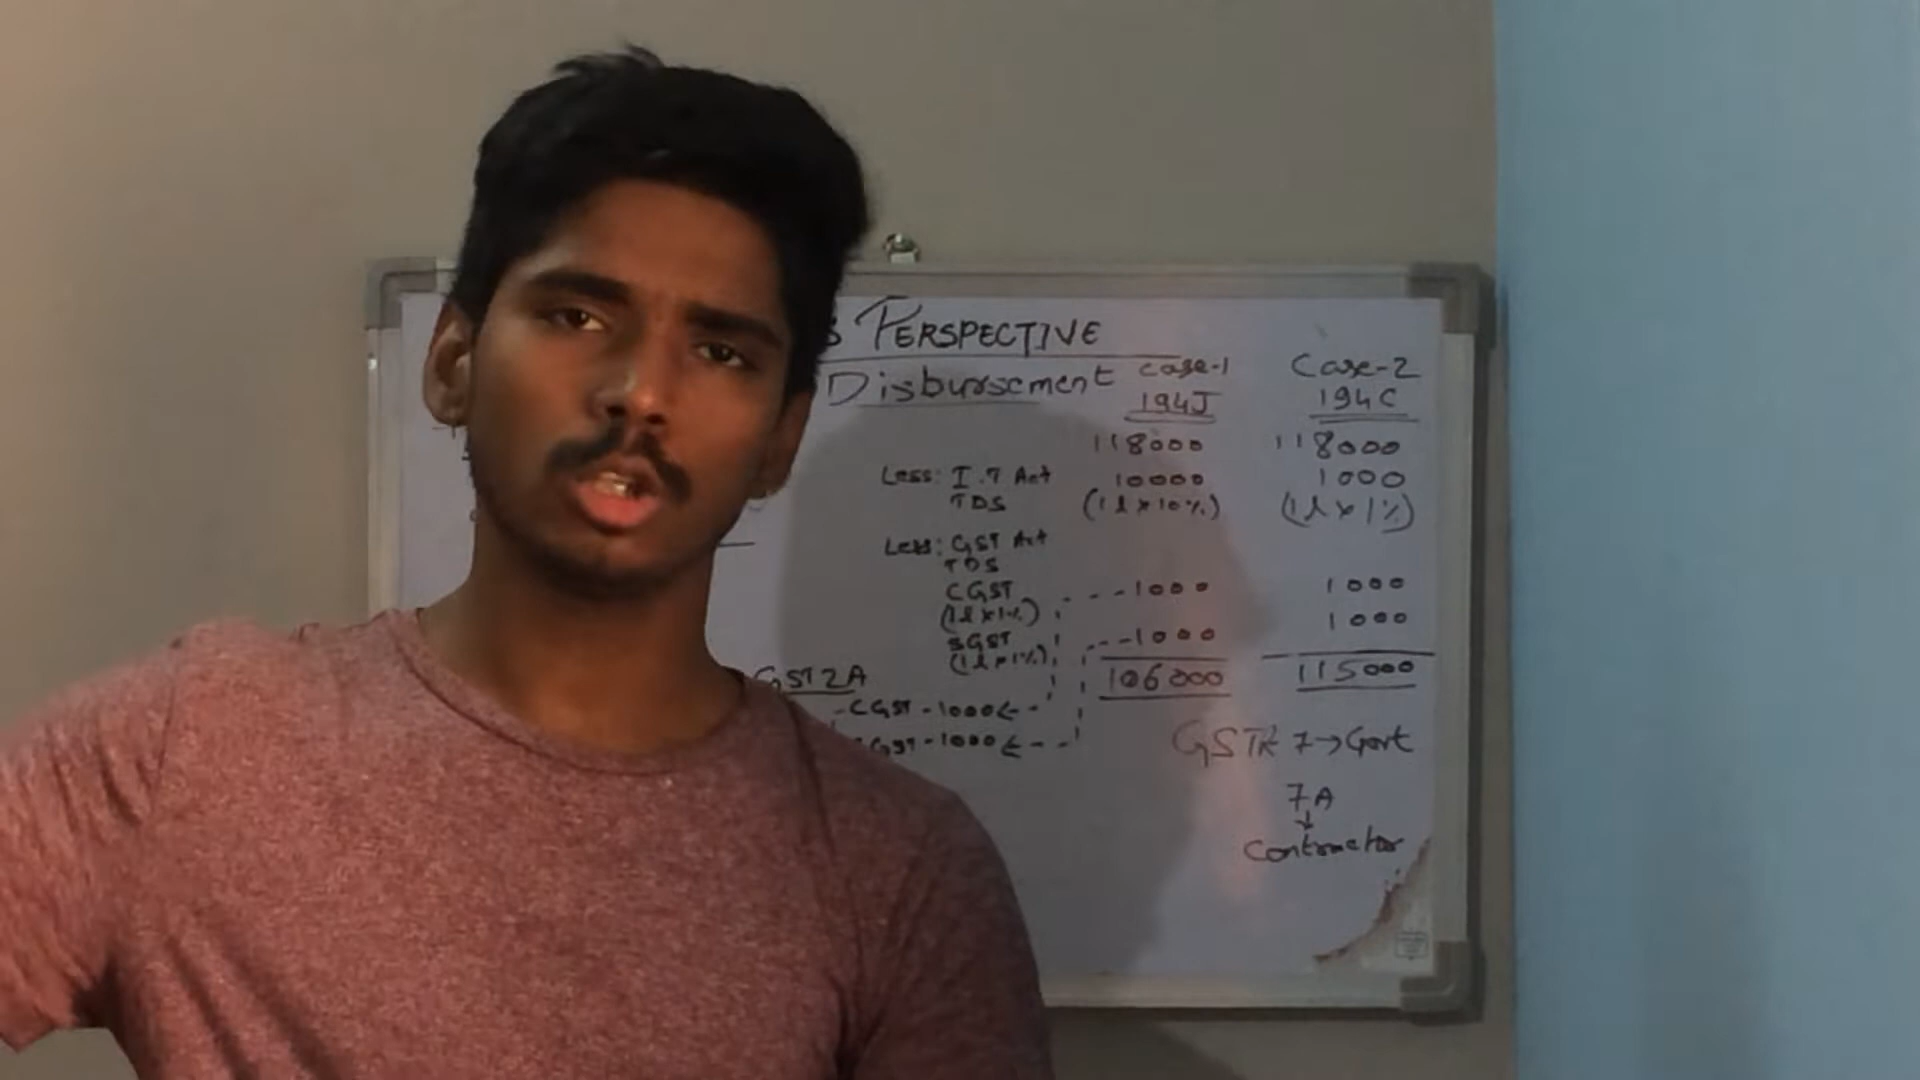 PERSPECTIVE
Disbursement Case-1 Case-2
194J 194C
118000 118000
Less: I.T Act 10000 1000
TDS (1l x 10%) (1l x 1%)
Less: GST Act
TDS
CGST ---1000 1000
(1l x 1%)
SGST ---1000 1000
(1l x 1%)
106000 115000
GST2A
-CGST-1000←--
GST-1000←--
GSTR 7→Govt
7A
↓
Contractor